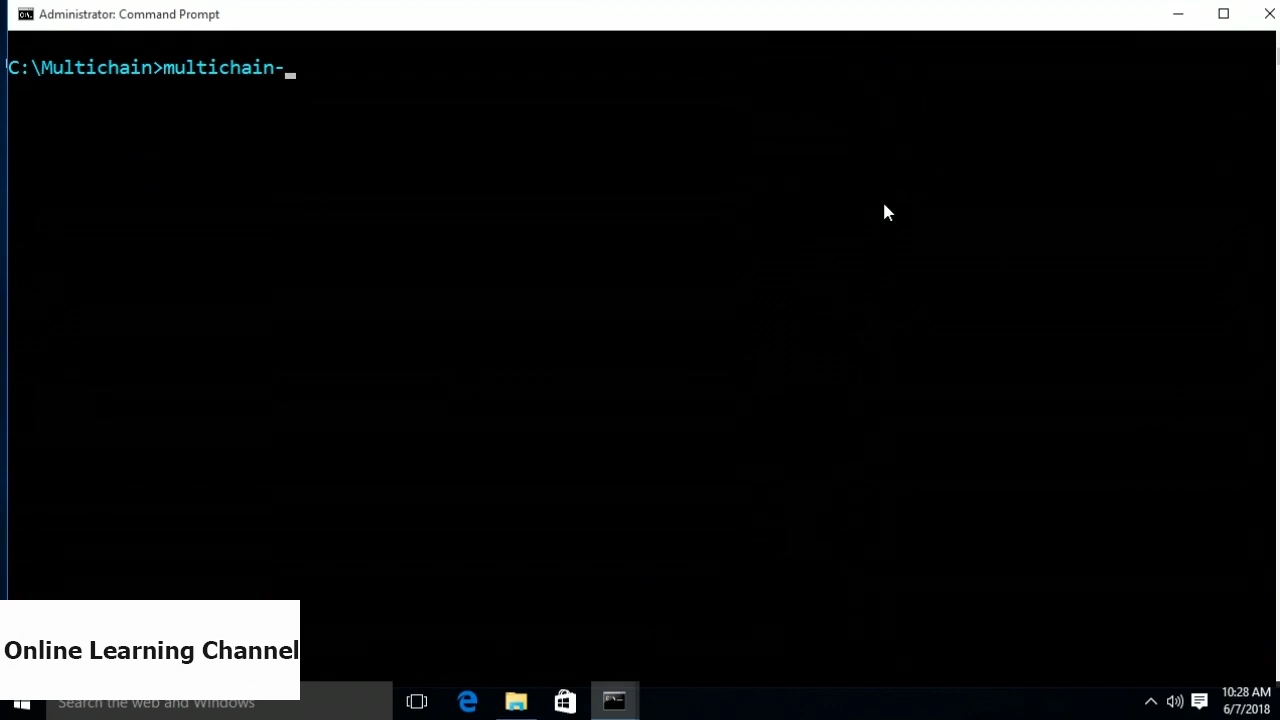 Administrator: Command Prompt
C:\Multichain>multichain-
Online Learning Channel
Search the web and Windows
10:28 AM
6/7/2018